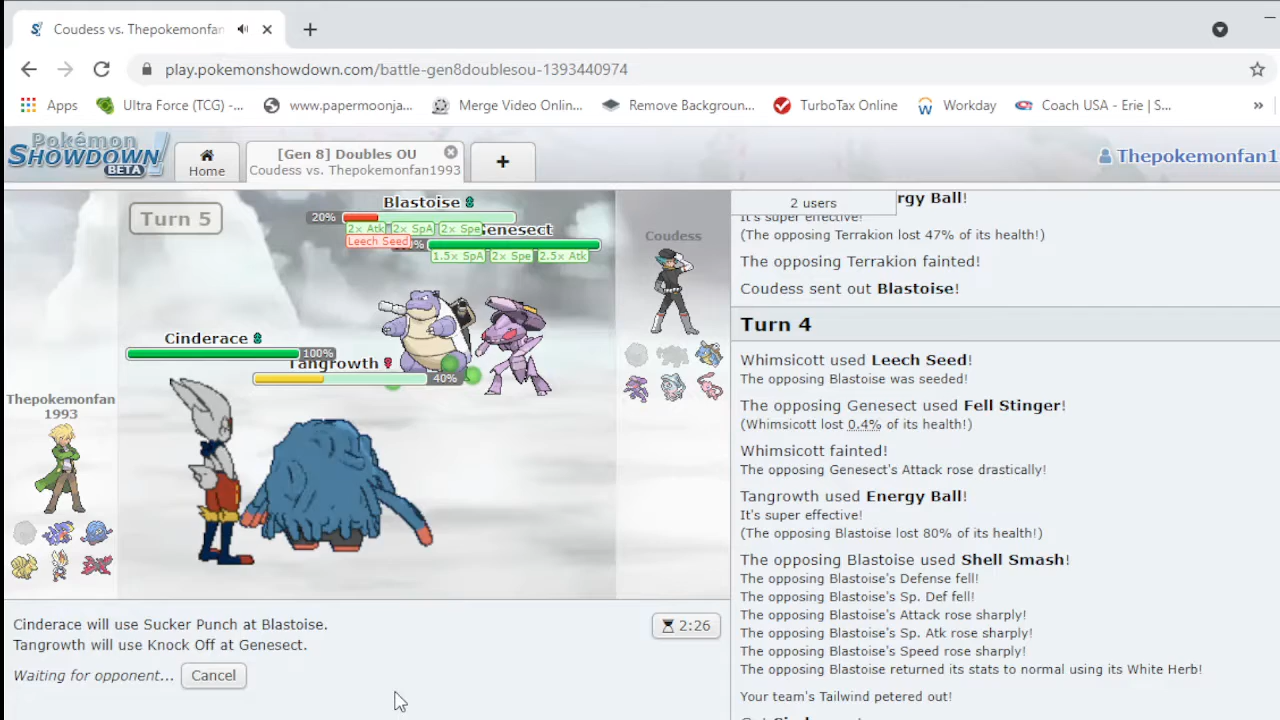 Coudess vs. Thepokemonfan
play.pokemonshowdown.com/battle-gen8doublesou-1393440974
Apps
Ultra Force (TCG) -...
www.papermoonja...
Merge Video Onlin...
Remove Backgroun...
TurboTax Online
Workday
Coach USA - Erie | S...
»
Pokémon
SHOWDOWN!
BETA
Home
[Gen 8] Doubles OU
Coudess vs. Thepokemonfan1993
+
Thepokemonfan1
Turn 5
Blastoise
20%
2x Atk 2x SpA 2x Spe
Leech Seed
Genesect
1.5x SpA 2x Spe 2.5x Atk
Coudess
Cinderace
100%
Tangrowth
40%
Thepokemonfan
1993
Cinderace will use Sucker Punch at Blastoise.
Tangrowth will use Knock Off at Genesect.
Waiting for opponent... Cancel
2:26
2 users
rgy Ball!
It's super effective!
(The opposing Terrakion lost 47% of its health!)
The opposing Terrakion fainted!
Coudess sent out Blastoise!
Turn 4
Whimsicott used Leech Seed!
The opposing Blastoise was seeded!
The opposing Genesect used Fell Stinger!
(Whimsicott lost 0.4% of its health!)
Whimsicott fainted!
The opposing Genesect's Attack rose drastically!
Tangrowth used Energy Ball!
It's super effective!
(The opposing Blastoise lost 80% of its health!)
The opposing Blastoise used Shell Smash!
The opposing Blastoise's Defense fell!
The opposing Blastoise's Sp. Def fell!
The opposing Blastoise's Attack rose sharply!
The opposing Blastoise's Sp. Atk rose sharply!
The opposing Blastoise's Speed rose sharply!
The opposing Blastoise returned its stats to normal using its White Herb!
Your team's Tailwind petered out!